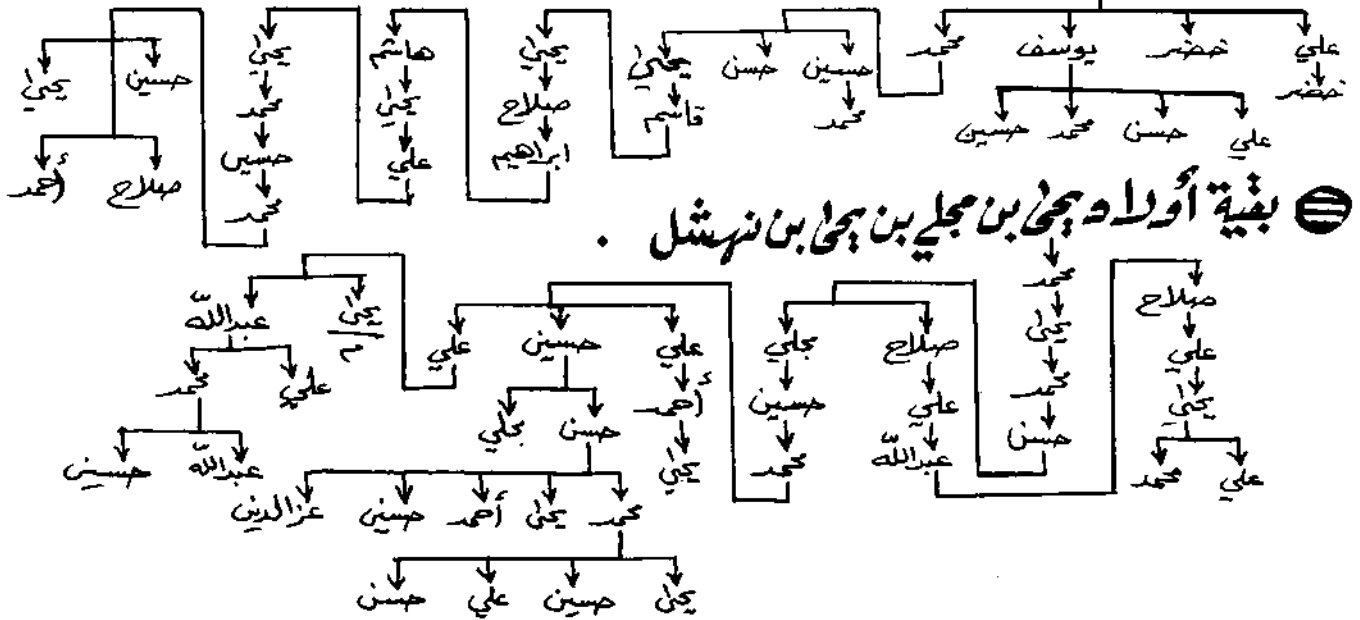 علي خضر يوسف محمد حسين حسن يحيى يحيى هاشم يحيى حسين يحيى
خضر علي حسن محمد حسين محمد قاسم صلاح يحيى محمد
ابراهيم علي حسين صلاح أحمد
محمد
بقية أولاد يحيى بن مجلي بن يحيى بن نهشل .
محمد صلاح
يحيى علي محمد مجلي صلاح علي حسين علي يحيى عبدالله
يحيى حسن حسين علي أحمد حسن مجلي علي محمد
علي محمد محمد عبدالله يحيى عبدالله حسين
محمد يحيى أحمد حسين عزالدين
يحيى حسين علي حسن